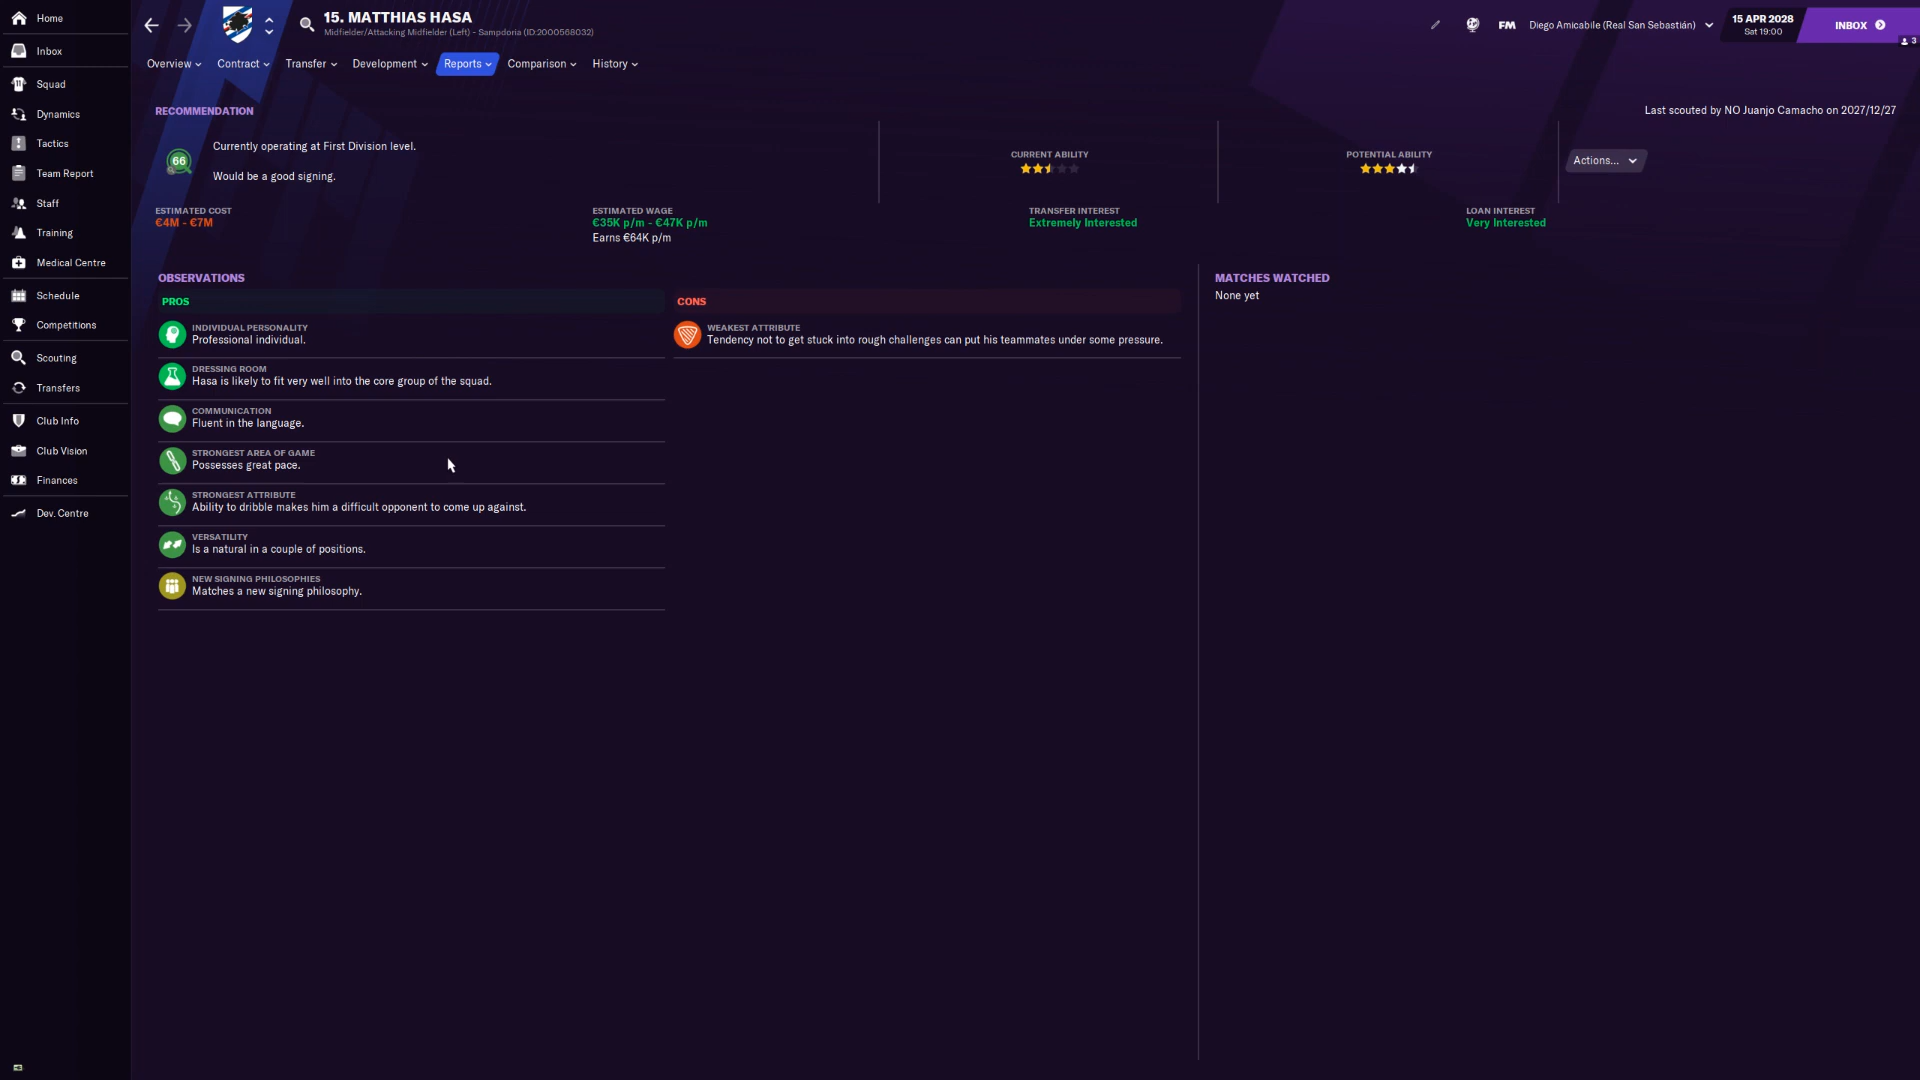 Home
Inbox
Squad
Dynamics
Tactics
Team Report
Staff
Training
Medical Centre
Schedule
Competitions
Scouting
Transfers
Club Info
Club Vision
Finances
Dev. Centre
15. MATTHIAS HASA
Midfielder/Attacking Midfielder (Left) - Sampdoria (ID:2000568032)
FM
Diego Amicabile (Real San Sebastián)
15 APR 2028
Sat 19:00
INBOX
3
Overview
Contract
Transfer
Development
Reports
Comparison
History
RECOMMENDATION
Last scouted by NO Juanjo Camacho on 2027/12/27
66
Currently operating at First Division level.
Would be a good signing.
CURRENT ABILITY
POTENTIAL ABILITY
Actions...
ESTIMATED COST
€4M - €7M
ESTIMATED WAGE
€35K p/m - €47K p/m
Earns €64K p/m
TRANSFER INTEREST
Extremely Interested
LOAN INTEREST
Very Interested
OBSERVATIONS
PROS
INDIVIDUAL PERSONALITY
Professional individual.
DRESSING ROOM
Hasa is likely to fit very well into the core group of the squad.
COMMUNICATION
Fluent in the language.
STRONGEST AREA OF GAME
Possesses great pace.
STRONGEST ATTRIBUTE
Ability to dribble makes him a difficult opponent to come up against.
VERSATILITY
Is a natural in a couple of positions.
NEW SIGNING PHILOSOPHIES
Matches a new signing philosophy.
CONS
WEAKEST ATTRIBUTE
Tendency not to get stuck into rough challenges can put his teammates under some pressure.
MATCHES WATCHED
None yet